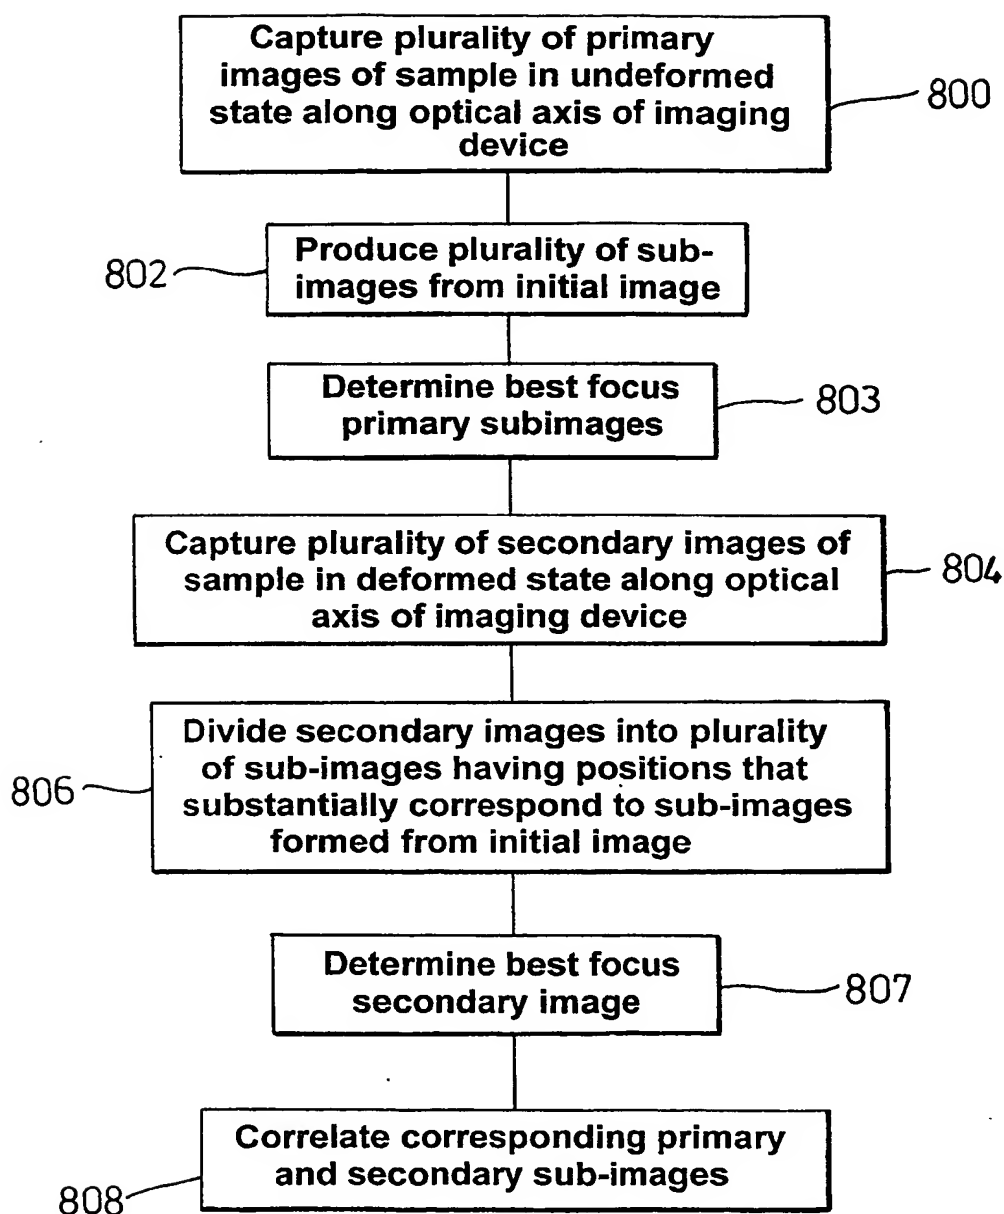 Capture plurality of primary
images of sample in undeformed
state along optical axis of imaging
device
800
Produce plurality of sub-
images from initial image
802
Determine best focus
primary subimages
803
Capture plurality of secondary images of
sample in deformed state along optical
axis of imaging device
804
Divide secondary images into plurality
of sub-images having positions that
substantially correspond to sub-images
formed from initial image
806
Determine best focus
secondary image
807
Correlate corresponding primary
and secondary sub-images
808